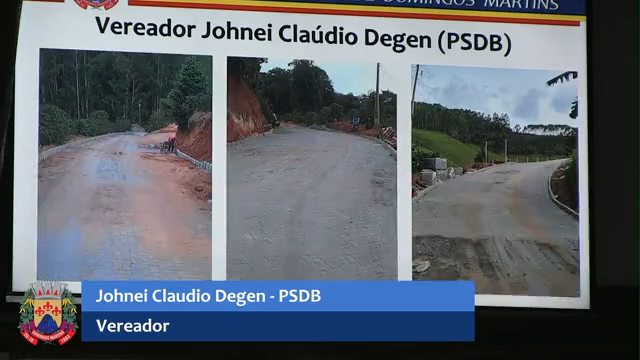 DOMINGOS MARTINS
Vereador Johnei Claúdio Degen (PSDB)
Johnei Claudio Degen - PSDB
Vereador